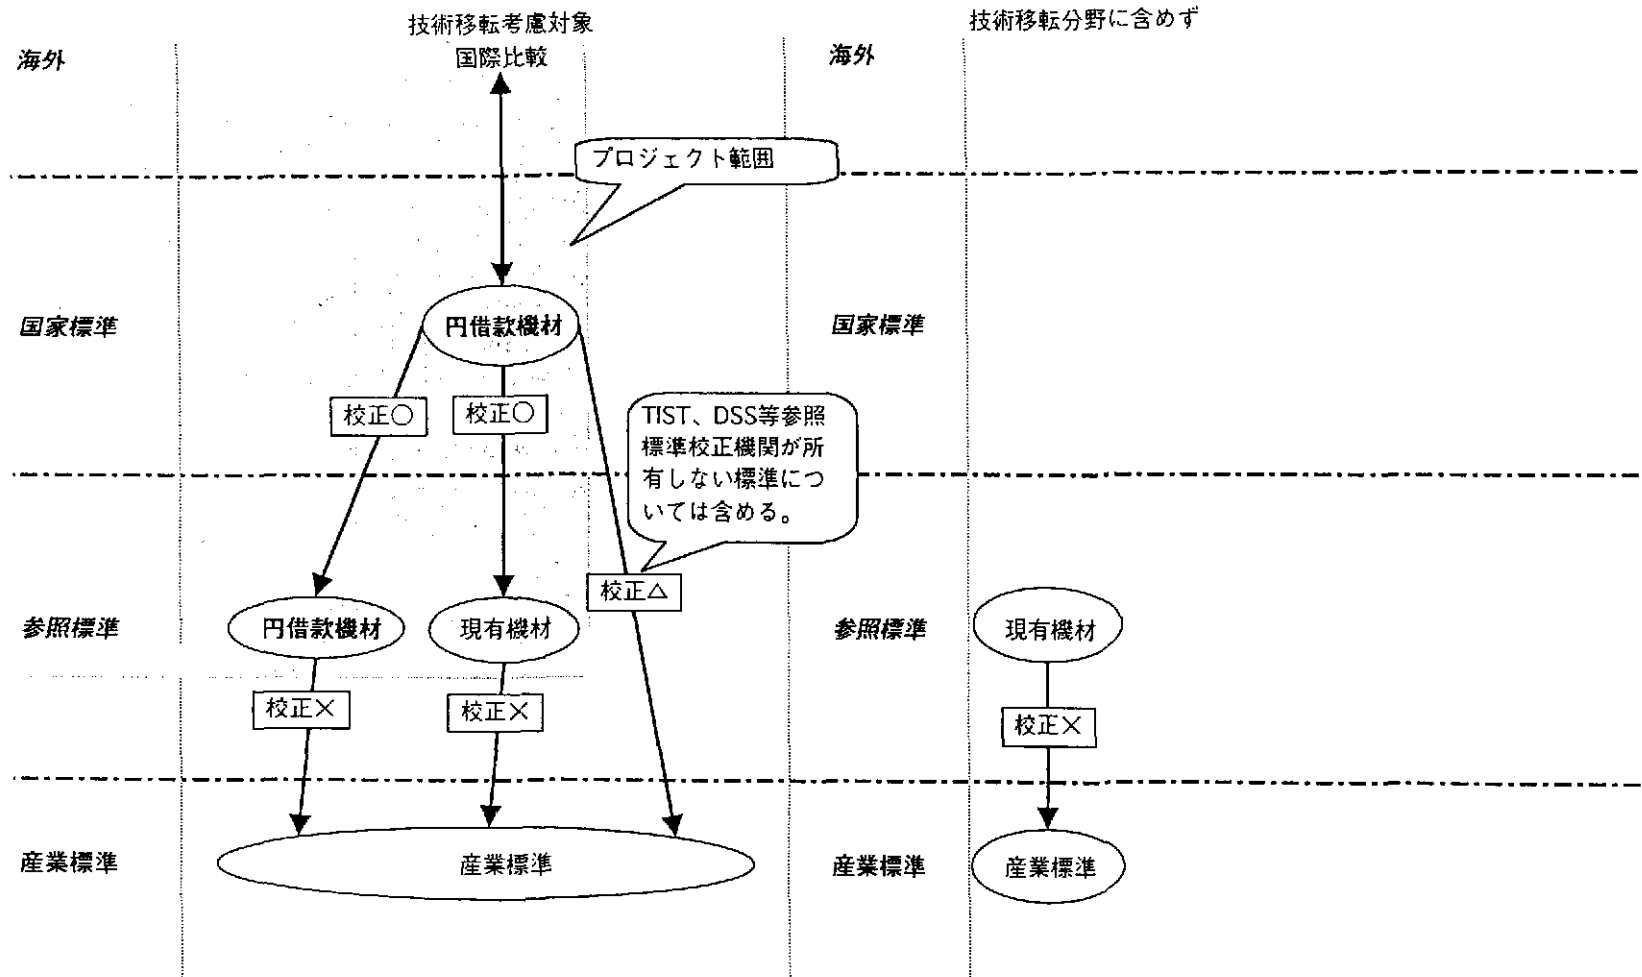 技術移転考慮対象
国際比較
技術移転分野に含めず
海外
海外
プロジェクト範囲
国家標準
円借款機材
国家標準
校正○
校正○
TIST、DSS等参照
標準校正機関が所
有しない標準につ
いては含める。
校正△
参照標準
円借款機材
現有機材
参照標準
現有機材
校正×
校正×
校正×
産業標準
産業標準
産業標準
産業標準